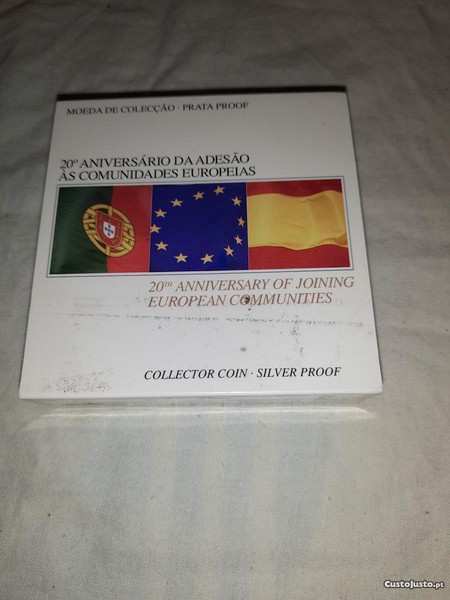 MOEDA DE COLECÇÃO · PRATA PROOF
20º ANIVERSÁRIO DA ADESÃO
ÀS COMUNIDADES EUROPEIAS
20TH ANNIVERSARY OF JOINING
EUROPEAN COMMUNITIES
COLLECTOR COIN · SILVER PROOF
CustoJusto.pt